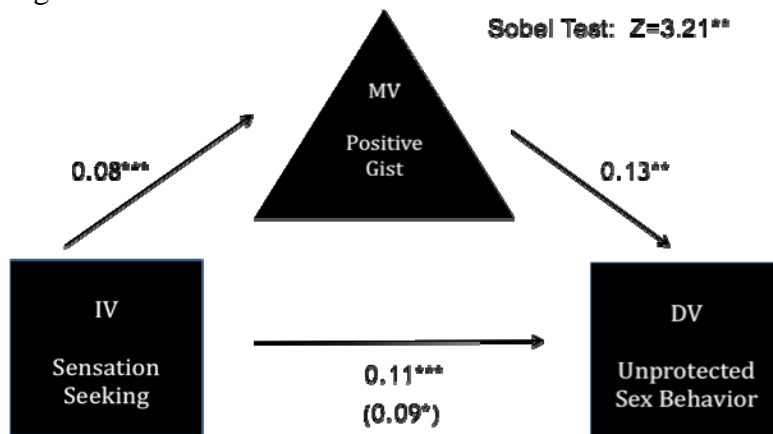 Sobel Test: Z=3.21**
MV
Positive
Gist
0.08***
0.13**
IV
Sensation
Seeking
0.11***
(0.09*)
DV
Unprotected
Sex Behavior